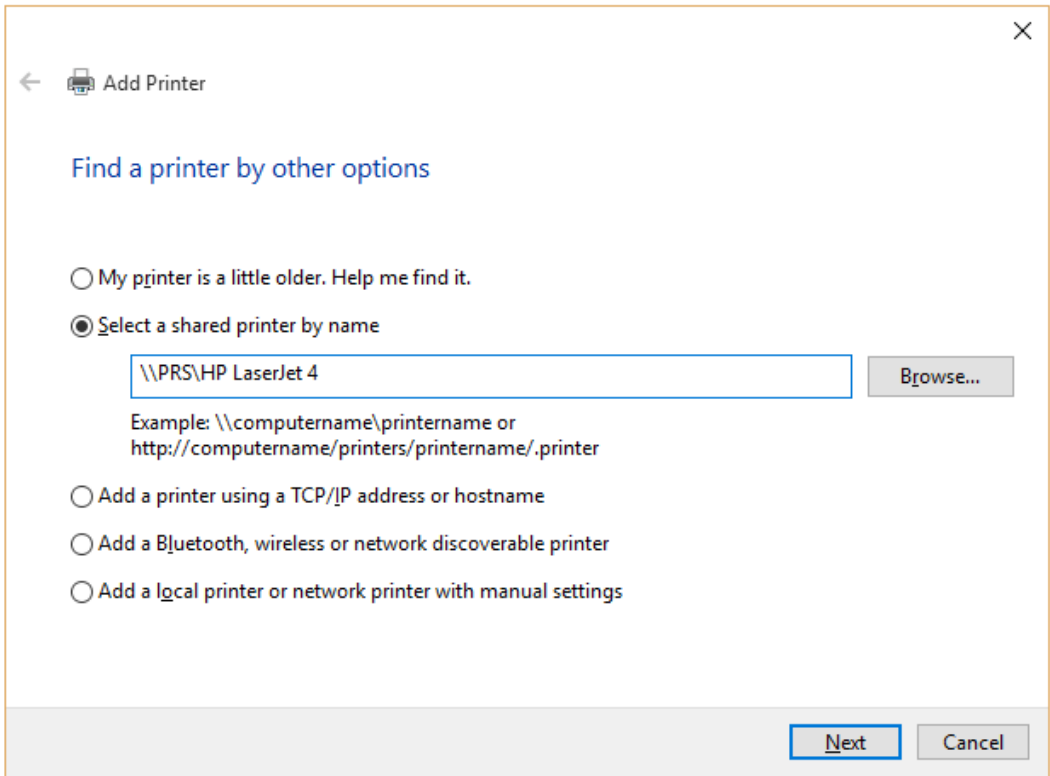 Add Printer
Find a printer by other options
My printer is a little older. Help me find it.
Select a shared printer by name
\\PRS\HP LaserJet 4
Browse...
Example: \\computername\printername or
http://computername/printers/printername/.printer
Add a printer using a TCP/IP address or hostname
Add a Bluetooth, wireless or network discoverable printer
Add a local printer or network printer with manual settings
Next
Cancel